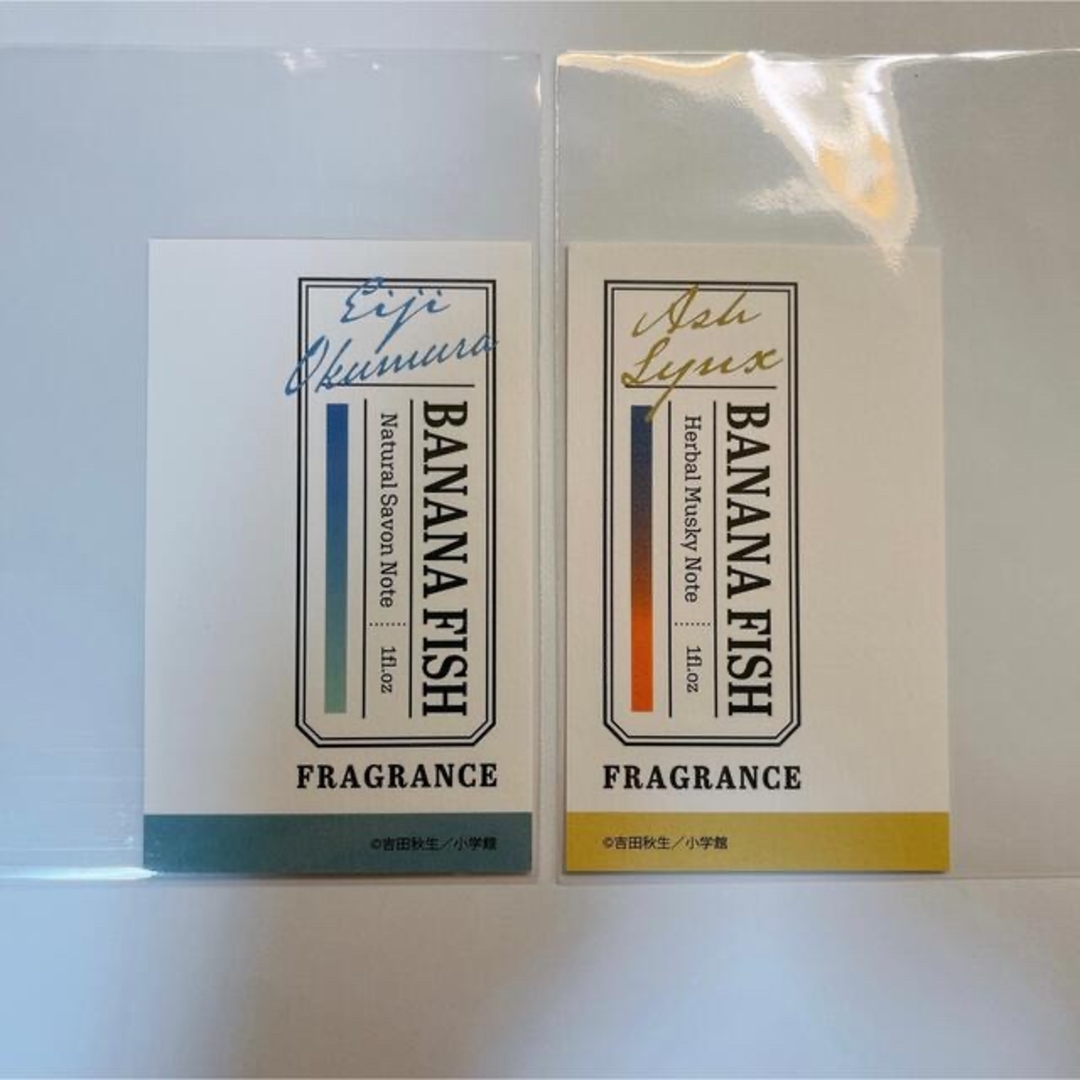 Eiji
Okumura
BANANA FISH
Natural Savon Note 1fl.oz
FRAGRANCE
©吉田秋生／小学館
Ash
Lynx
BANANA FISH
Herbal Musky Note 1fl.oz
FRAGRANCE
©吉田秋生／小学館